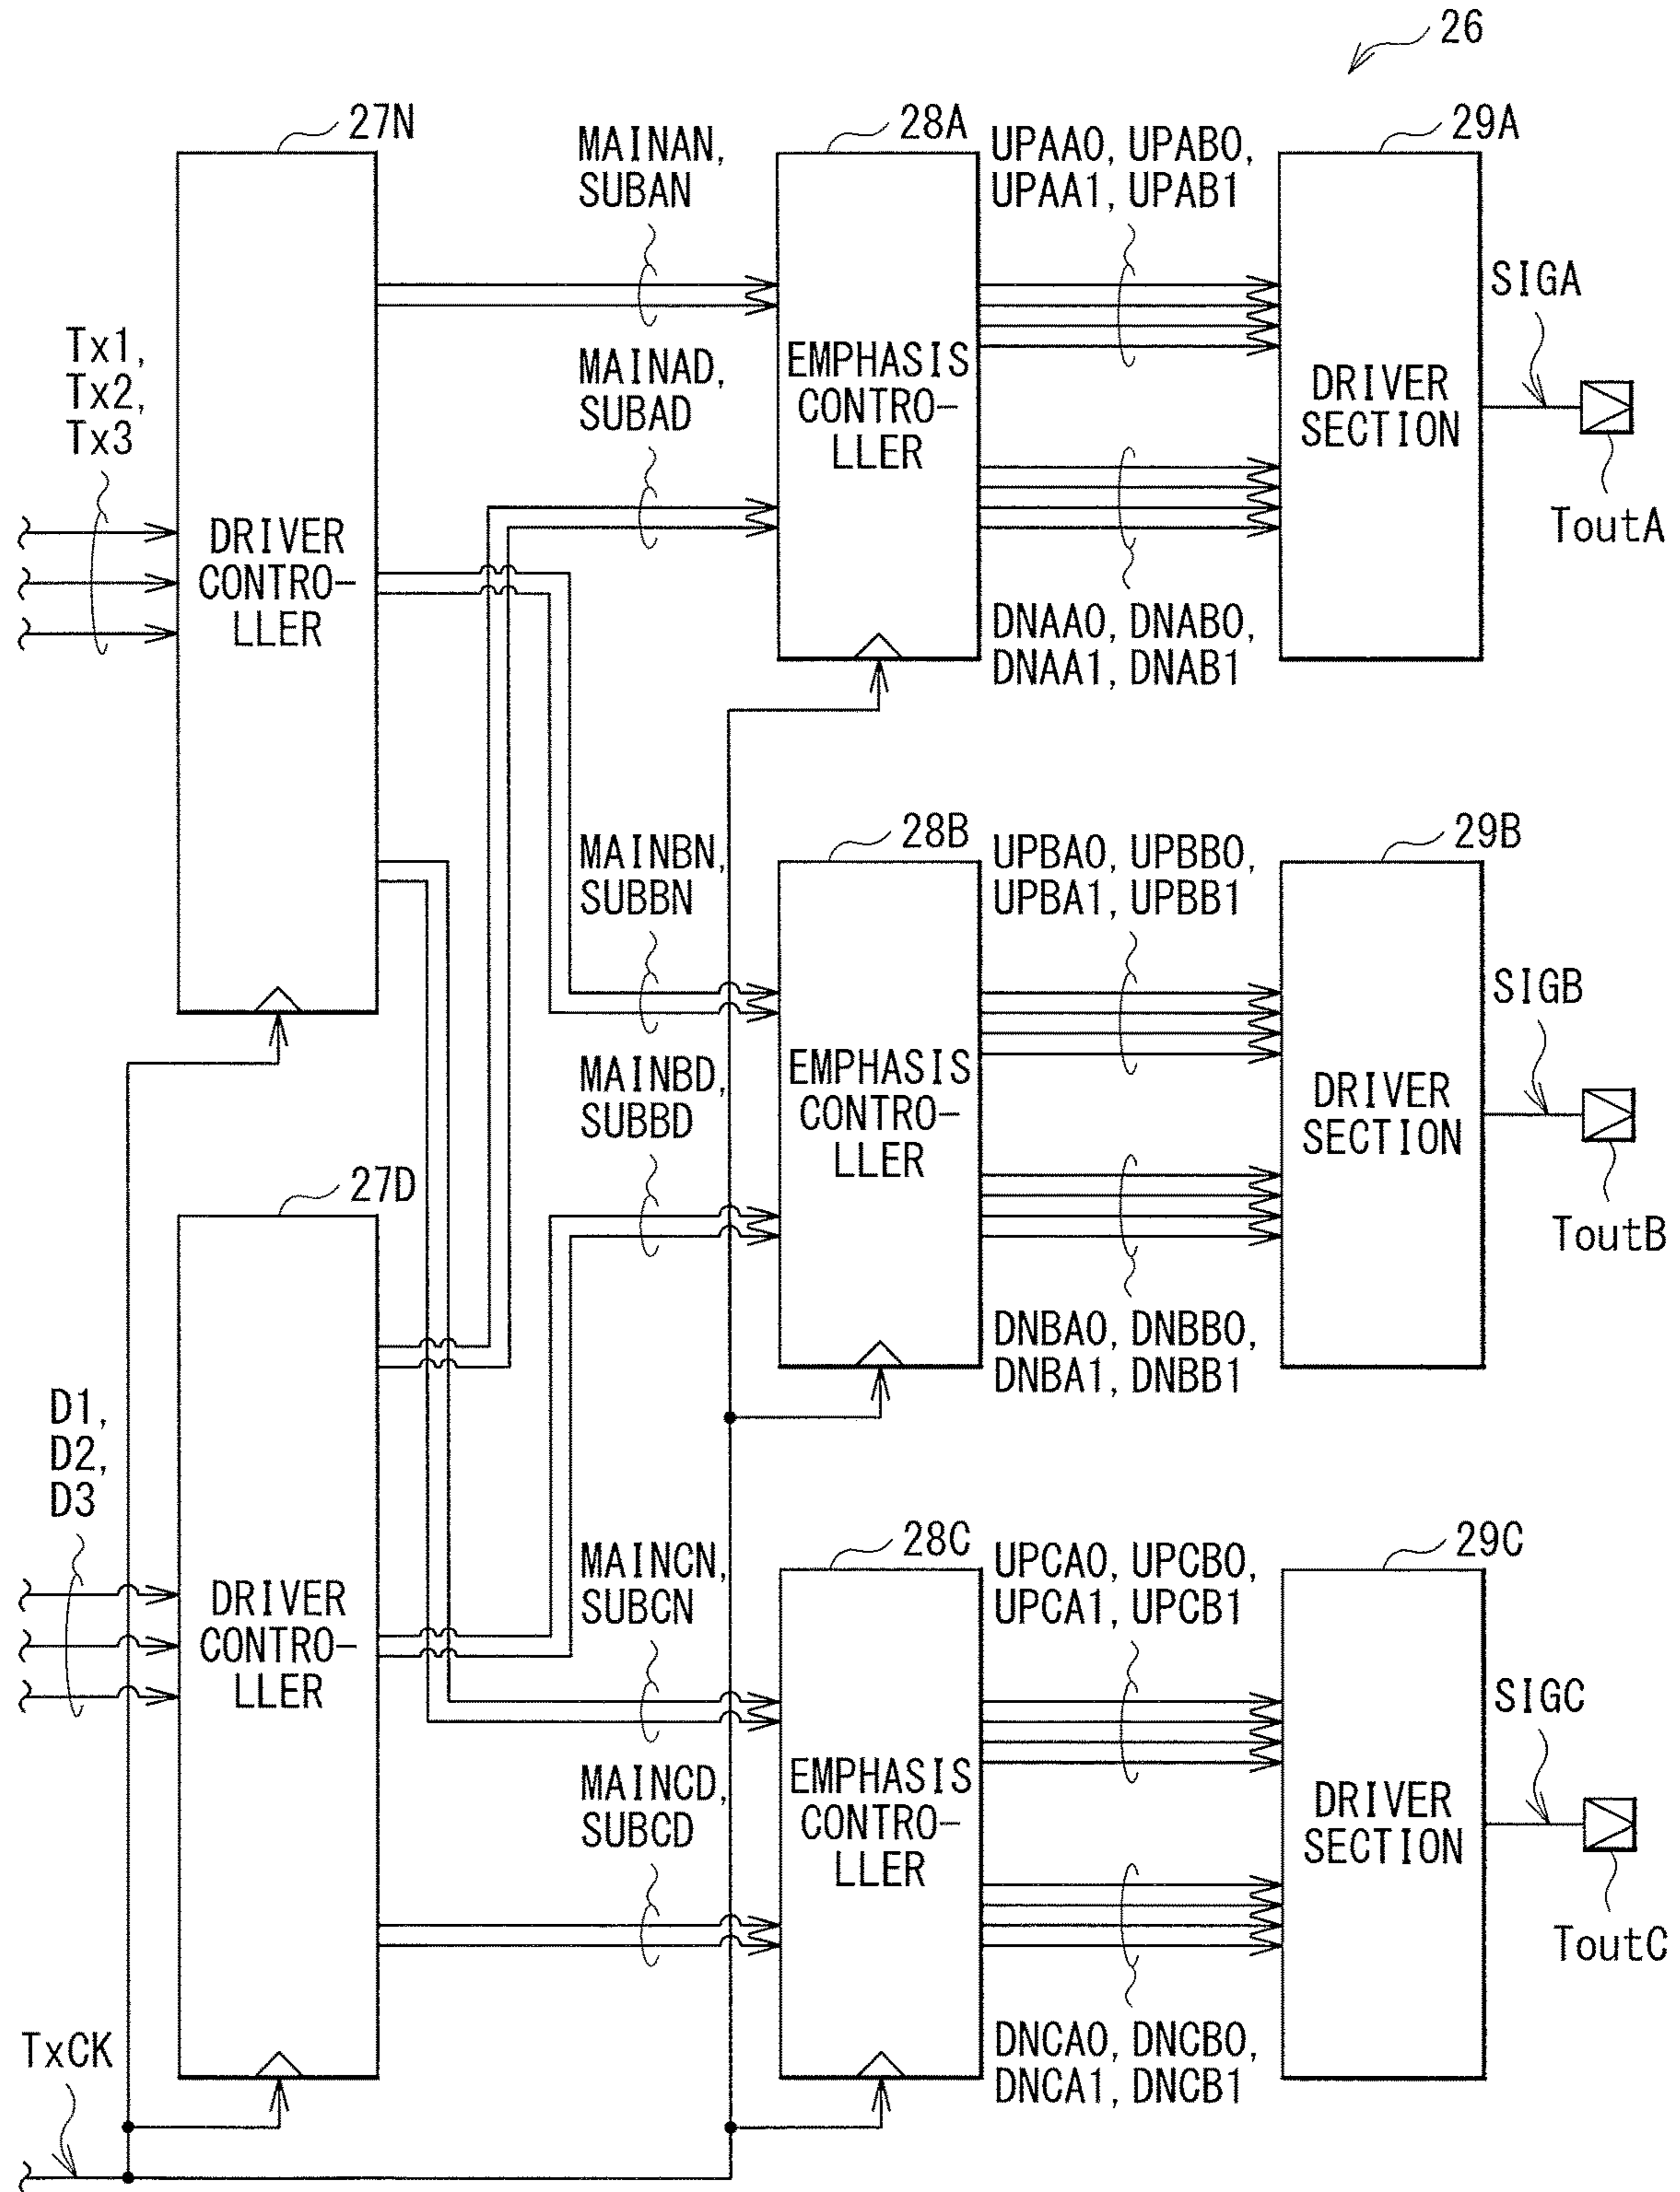 26
27N
MAINAN,
SUBAN
28A
UPAA0, UPAB0,
UPAA1, UPAB1
29A
SIGA
Tx1,
Tx2,
Tx3
MAINAD,
SUBAD
EMPHASIS
CONTRO-
LLER
DRIVER
SECTION
DRIVER
CONTRO-
LLER
ToutA
DNAA0, DNAB0,
DNAA1, DNAB1
MAINBN,
SUBBN
28B
UPBA0, UPBB0,
UPBA1, UPBB1
29B
SIGB
MAINBD,
SUBBD
EMPHASIS
CONTRO-
LLER
DRIVER
SECTION
27D
ToutB
DNBA0, DNBB0,
DNBA1, DNBB1
D1,
D2,
D3
MAINCN,
SUBCN
28C
UPCA0, UPCB0,
UPCA1, UPCB1
29C
DRIVER
CONTRO-
LLER
SIGC
MAINCD,
SUBCD
EMPHASIS
CONTRO-
LLER
DRIVER
SECTION
ToutC
DNCA0, DNCB0,
DNCA1, DNCB1
TxCK